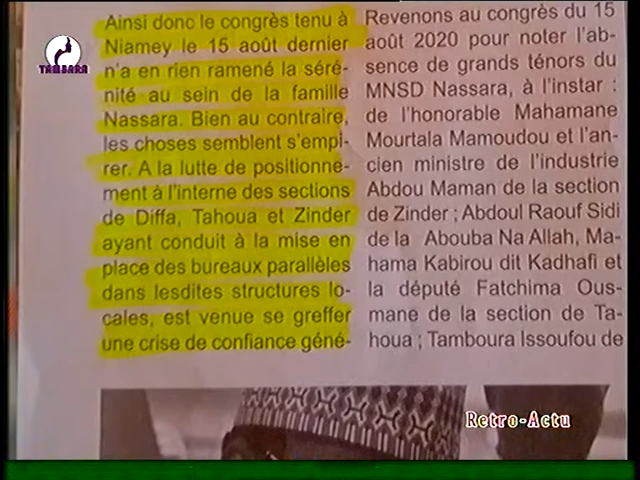 TAMBARA
Ainsi donc le congrès tenu à
Niamey le 15 août dernier
n'a en rien ramené la séré-
nité au sein de la famille
Nassara. Bien au contraire,
les choses semblent s'empi-
rer. A la lutte de positionne-
ment à l'interne des sections
de Diffa, Tahoua et Zinder
ayant conduit à la mise en
place des bureaux parallèles
dans lesdites structures lo-
cales, est venue se greffer
une crise de confiance géné-
Revenons au congrès du 15
août 2020 pour noter l'ab-
sence de grands ténors du
MNSD Nassara, à l'instar :
de l'honorable Mahamane
Mourtala Mamoudou et l'an-
cien ministre de l'industrie
Abdou Maman de la section
de Zinder ; Abdoul Raouf Sidi
de la Abouba Na Allah, Ma-
hama Kabirou dit Kadhafi et
la député Fatchima Ous-
mane de la section de Ta-
houa ; Tamboura Issoufou de
Retro-Actu